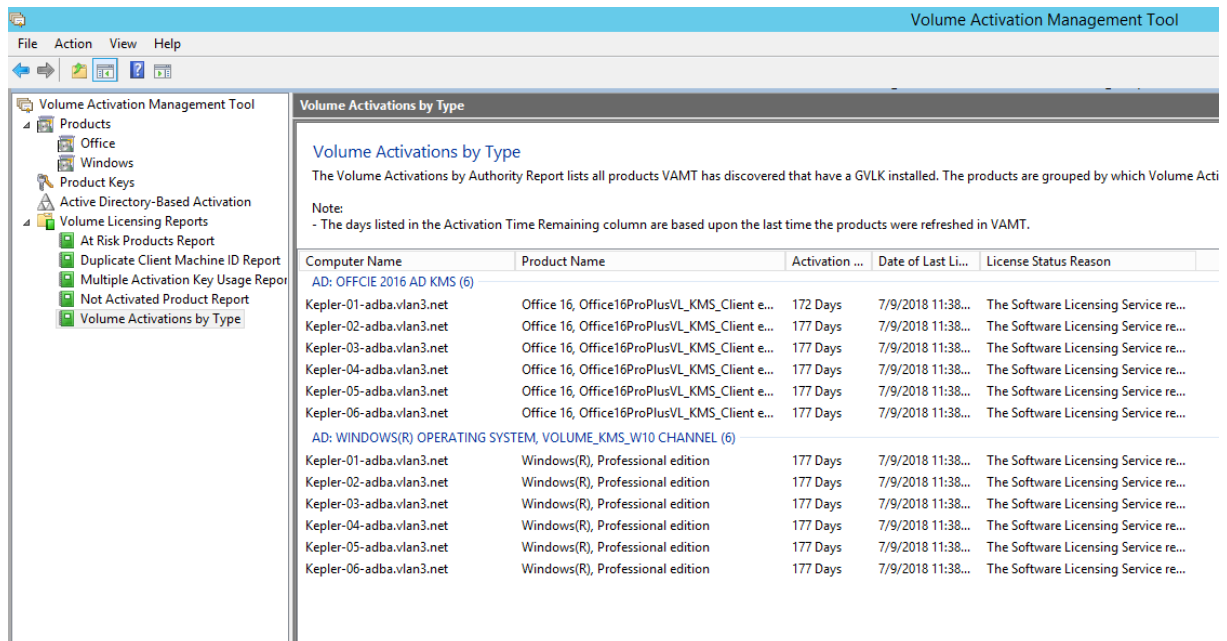 Volume Activation Management Tool
File Action View Help
Volume Activation Management Tool
Products
Office
Windows
Product Keys
Active Directory-Based Activation
Volume Licensing Reports
At Risk Products Report
Duplicate Client Machine ID Report
Multiple Activation Key Usage Repor
Not Activated Product Report
Volume Activations by Type
Volume Activations by Type
Volume Activations by Type
The Volume Activations by Authority Report lists all products VAMT has discovered that have a GVLK installed. The products are grouped by which Volume Acti
Note:
- The days listed in the Activation Time Remaining column are based upon the last time the products were refreshed in VAMT.
Computer Name Product Name Activation ... Date of Last Li... License Status Reason
AD: OFFCIE 2016 AD KMS (6)
Kepler-01-adba.vlan3.net Office 16, Office16ProPlusVL_KMS_Client e... 172 Days 7/9/2018 11:38... The Software Licensing Service re...
Kepler-02-adba.vlan3.net Office 16, Office16ProPlusVL_KMS_Client e... 177 Days 7/9/2018 11:38... The Software Licensing Service re...
Kepler-03-adba.vlan3.net Office 16, Office16ProPlusVL_KMS_Client e... 177 Days 7/9/2018 11:38... The Software Licensing Service re...
Kepler-04-adba.vlan3.net Office 16, Office16ProPlusVL_KMS_Client e... 177 Days 7/9/2018 11:38... The Software Licensing Service re...
Kepler-05-adba.vlan3.net Office 16, Office16ProPlusVL_KMS_Client e... 177 Days 7/9/2018 11:38... The Software Licensing Service re...
Kepler-06-adba.vlan3.net Office 16, Office16ProPlusVL_KMS_Client e... 177 Days 7/9/2018 11:38... The Software Licensing Service re...
AD: WINDOWS(R) OPERATING SYSTEM, VOLUME_KMS_W10 CHANNEL (6)
Kepler-01-adba.vlan3.net Windows(R), Professional edition 177 Days 7/9/2018 11:38... The Software Licensing Service re...
Kepler-02-adba.vlan3.net Windows(R), Professional edition 177 Days 7/9/2018 11:38... The Software Licensing Service re...
Kepler-03-adba.vlan3.net Windows(R), Professional edition 177 Days 7/9/2018 11:38... The Software Licensing Service re...
Kepler-04-adba.vlan3.net Windows(R), Professional edition 177 Days 7/9/2018 11:38... The Software Licensing Service re...
Kepler-05-adba.vlan3.net Windows(R), Professional edition 177 Days 7/9/2018 11:38... The Software Licensing Service re...
Kepler-06-adba.vlan3.net Windows(R), Professional edition 177 Days 7/9/2018 11:38... The Software Licensing Service re...